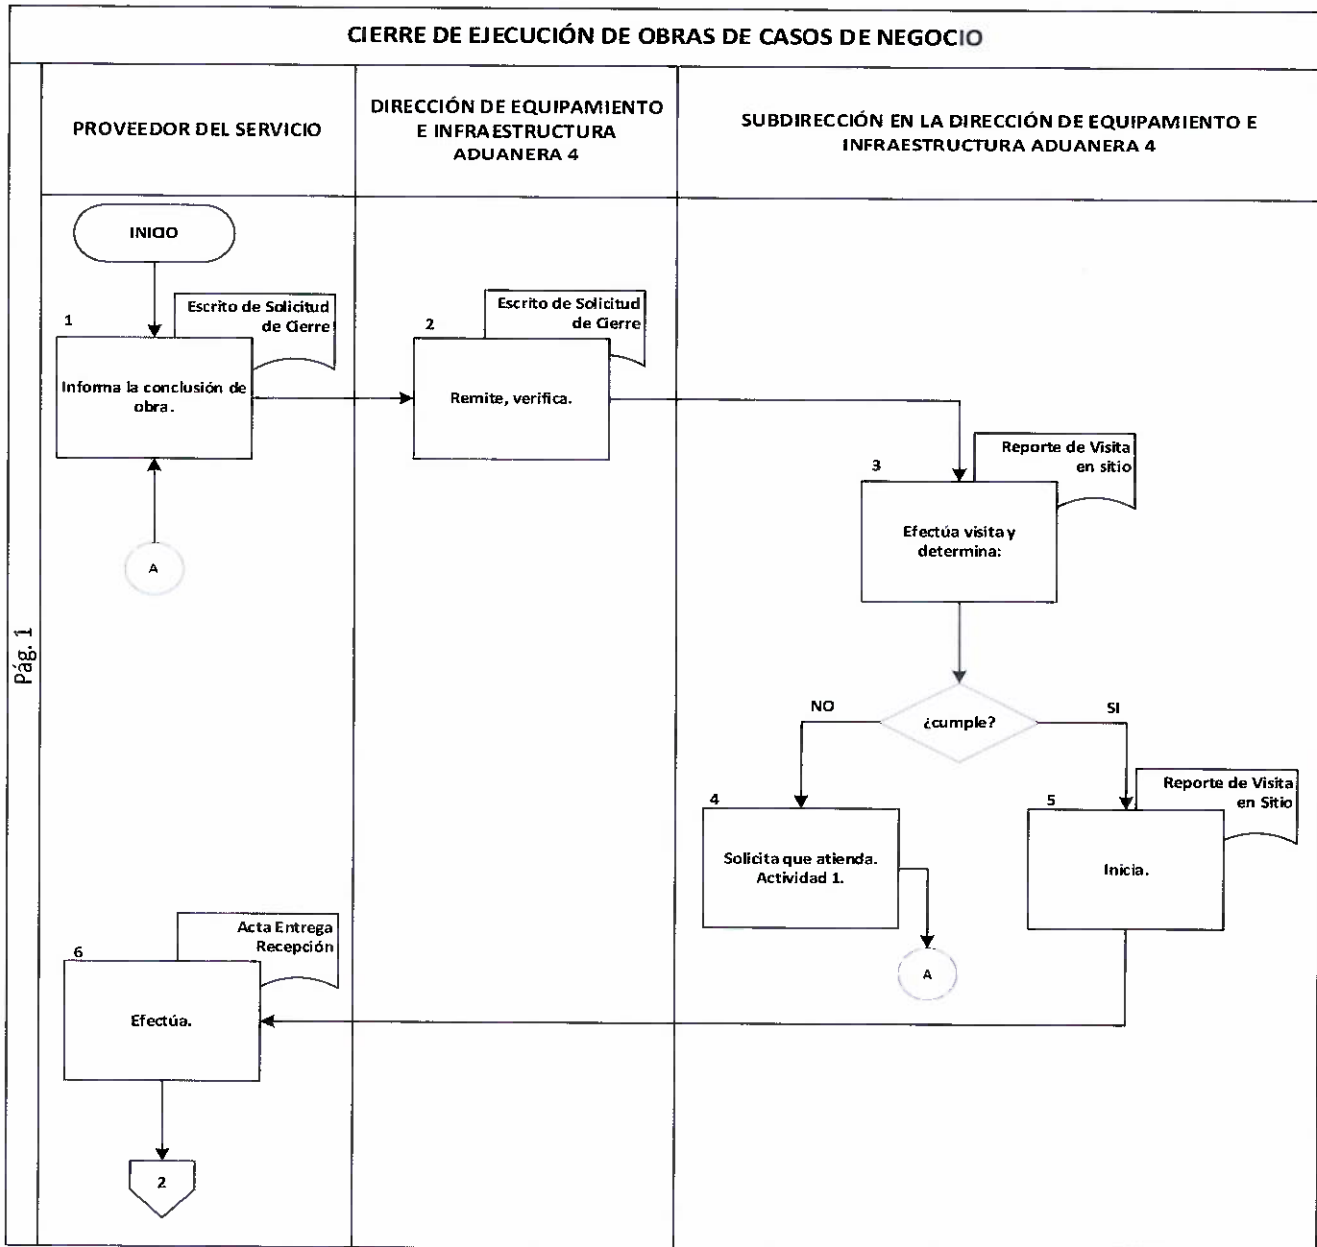 CIERRE DE EJECUCIÓN DE OBRAS DE CASOS DE NEGOCIO
PROVEEDOR DEL SERVICIO
DIRECCIÓN DE EQUIPAMIENTO
E INFRAESTRUCTURA
ADUANERA 4
SUBDIRECCIÓN EN LA DIRECCIÓN DE EQUIPAMIENTO E
INFRAESTRUCTURA ADUANERA 4
Pág. 1
INICIO
1
Escrito de Solicitud
de Cierre
Informa la conclusión de
obra.
A
2
Escrito de Solicitud
de Cierre
Remite, verifica.
3
Reporte de Visita
en sitio
Efectúa visita y
determina:
¿cumple?
NO
SI
4
Solicita que atienda.
Actividad 1.
A
5
Reporte de Visita
en Sitio
Inicia.
6
Acta Entrega
Recepción
Efectúa.
2